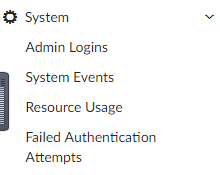 System
Admin Logins
System Events
Resource Usage
Failed Authentication
Attempts